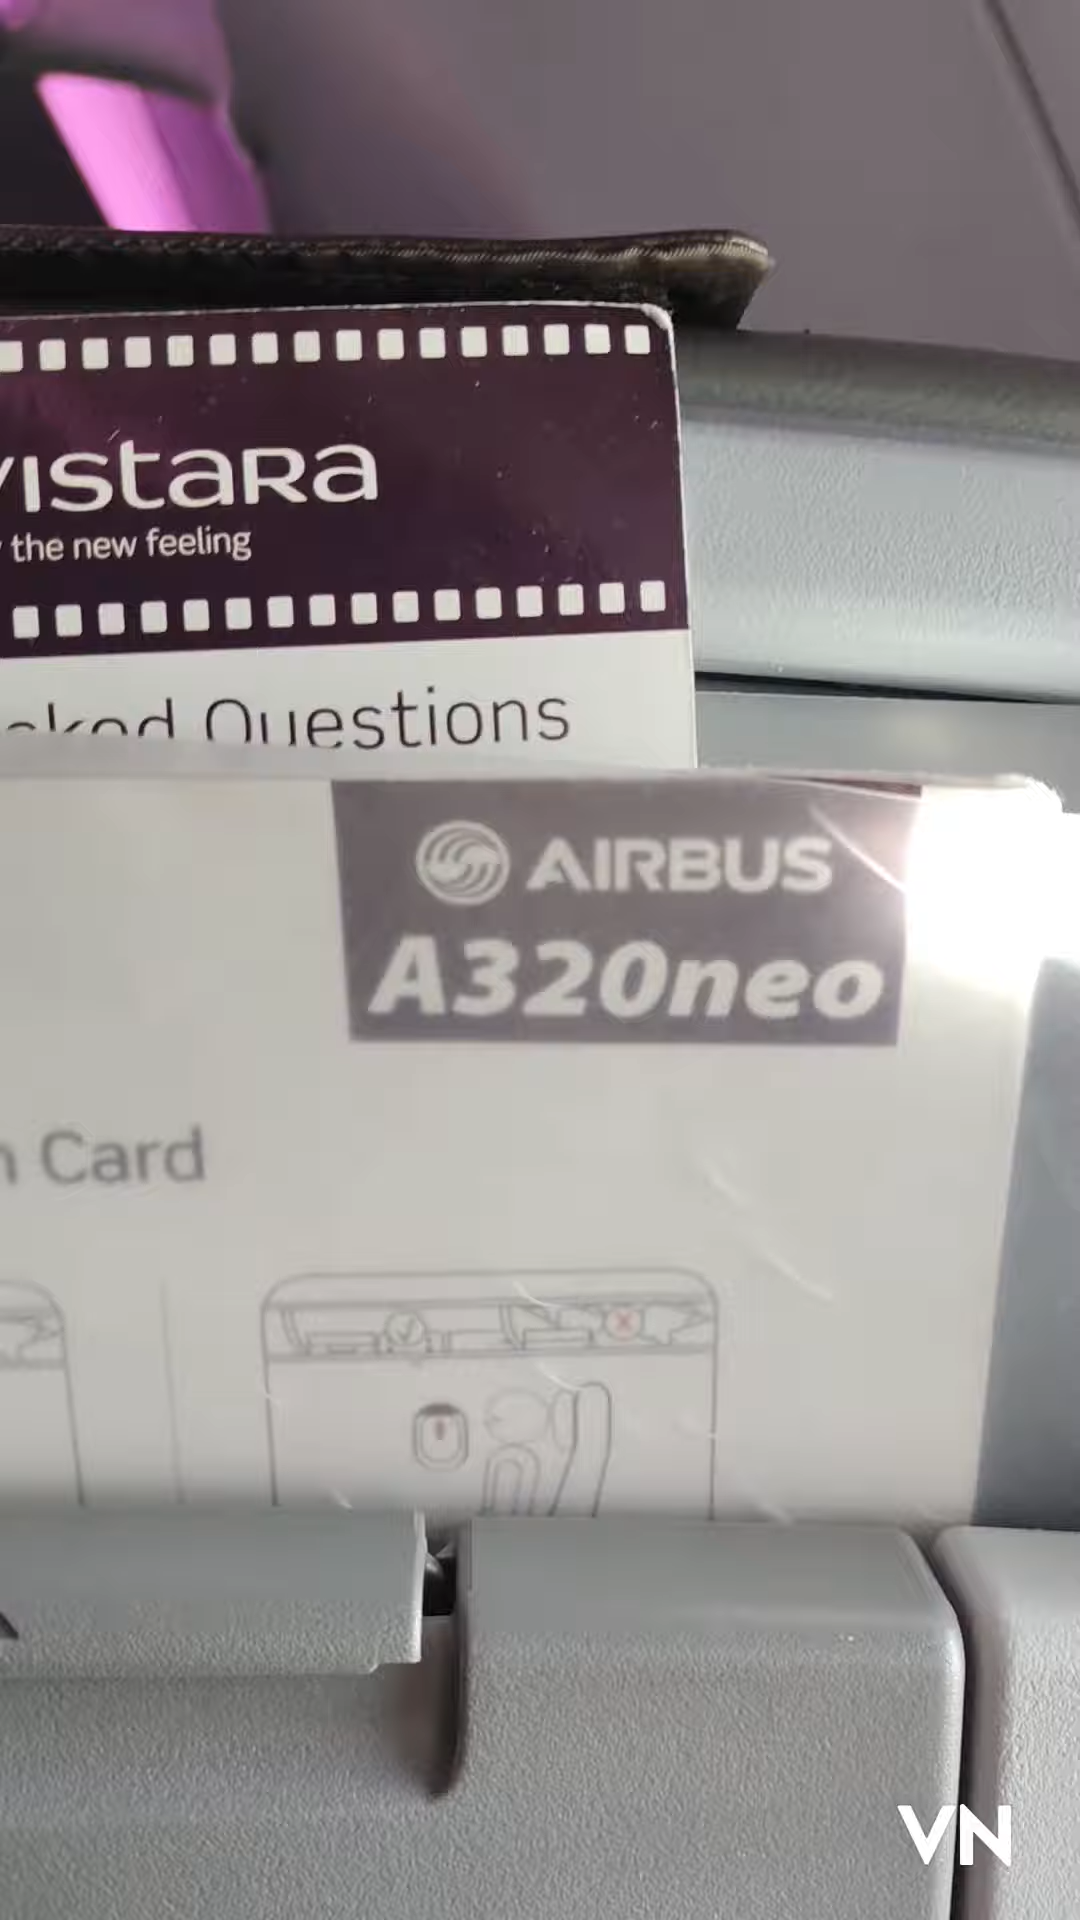 vistara
the new feeling
Questions
AIRBUS
A320neo
Card
VN